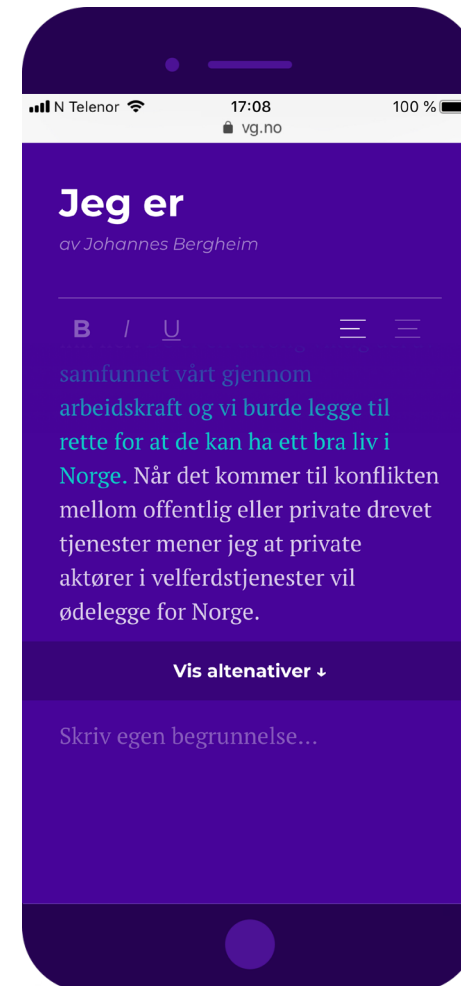 N Telenor 17:08 100 %
vg.no
Jeg er
av Johannes Bergheim
B I U
samfunnet vårt gjennom
arbeidskraft og vi burde legge til
rette for at de kan ha ett bra liv i
Norge. Når det kommer til konflikten
mellom offentlig eller private drevet
tjenester mener jeg at private
aktører i velferdstjenester vil
ødelegge for Norge.
Vis altenativer ↓
Skriv egen begrunnelse...